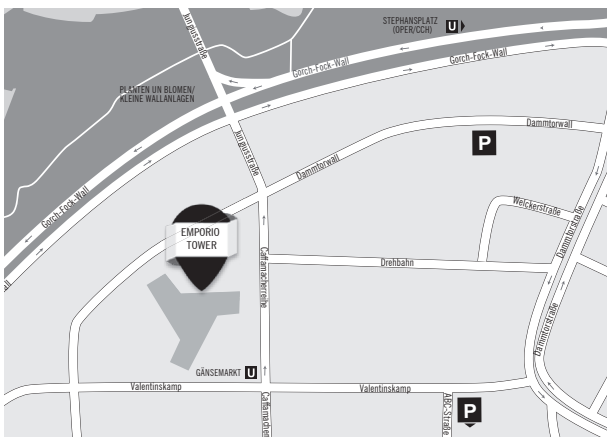 STEPHANSPLATZ
(OPER/CCH)
U
Jungiusstraße
Gorch-Fock-Wall
Gorch-Fock-Wall
PLANTEN UN BLOMEN/
KLEINE WALLANLAGEN
Jungiusstraße
Dammtorwall
P
Dammtorwall
Gorch-Fock-Wall
Welckerstraße
Dammtorstraße
EMPORIO
TOWER
Caffamacherreihe
Drehbahn
Dammtorstraße
GÄNSEMARKT
U
Valentinskamp
Valentinskamp
ABC-Straße
P